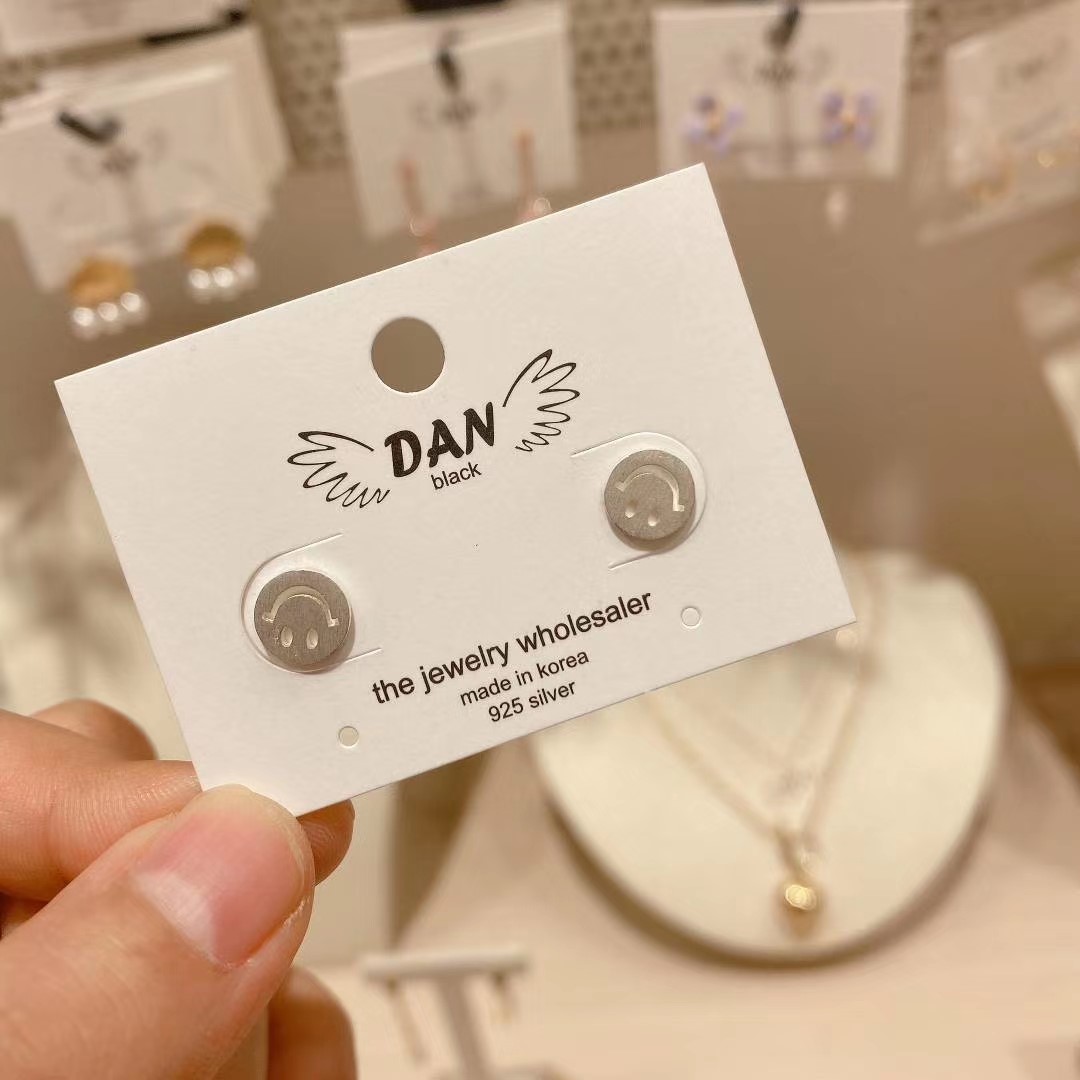 DAN
black
the jewelry wholesaler
made in korea
925 silver